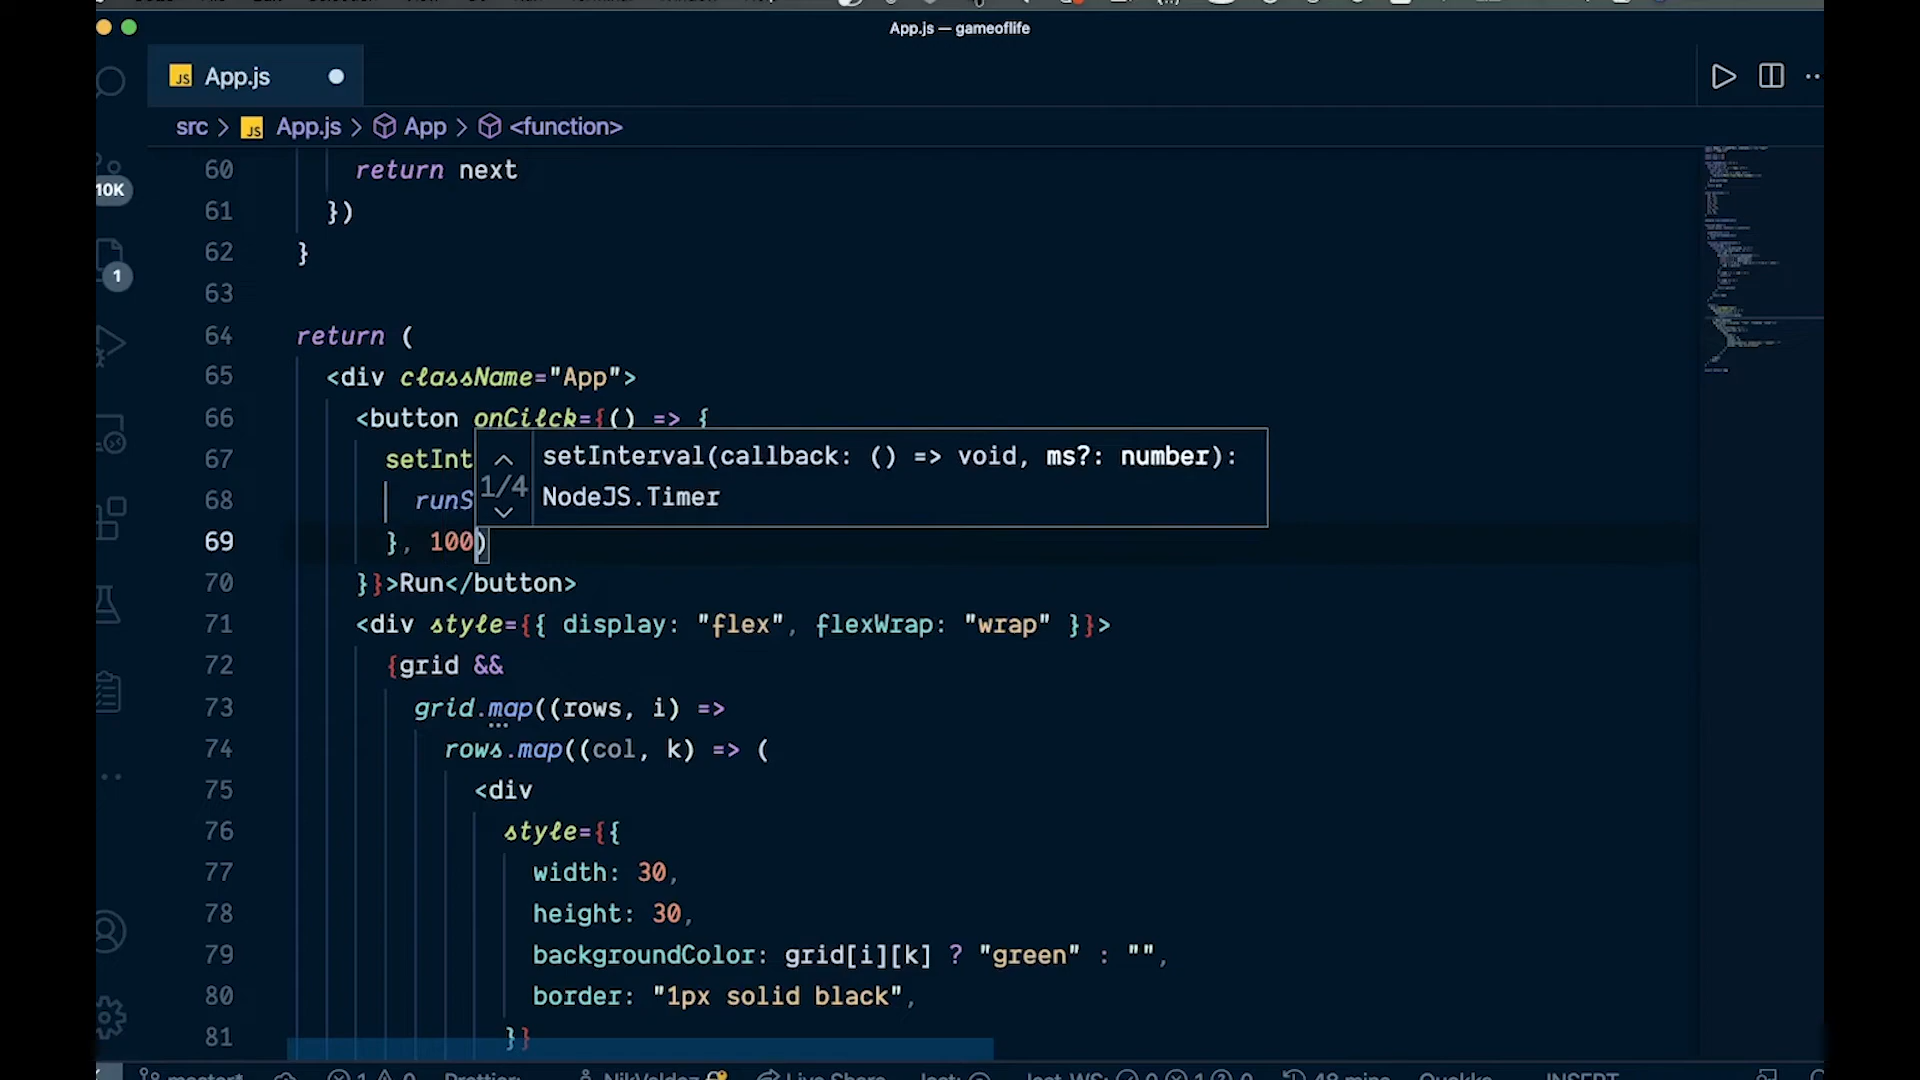 App.js — gameoflife
JS App.js
src > JS App.js > App > <function>
10K
1
60 return next
61 })
62 }
63
64 return (
65 <div className="App">
66 <button onCilck={() => {
67 setInt
68 runS
69 }, 100)
1/4
setInterval(callback: () => void, ms?: number):
NodeJS.Timer
70 }}>Run</button>
71 <div style={{ display: "flex", flexWrap: "wrap" }}>
72 {grid &&
73 grid.map((rows, i) =>
74 rows.map((col, k) => (
75 <div
76 style={{
77 width: 30,
78 height: 30,
79 backgroundColor: grid[i][k] ? "green" : "",
80 border: "1px solid black",
81 }}